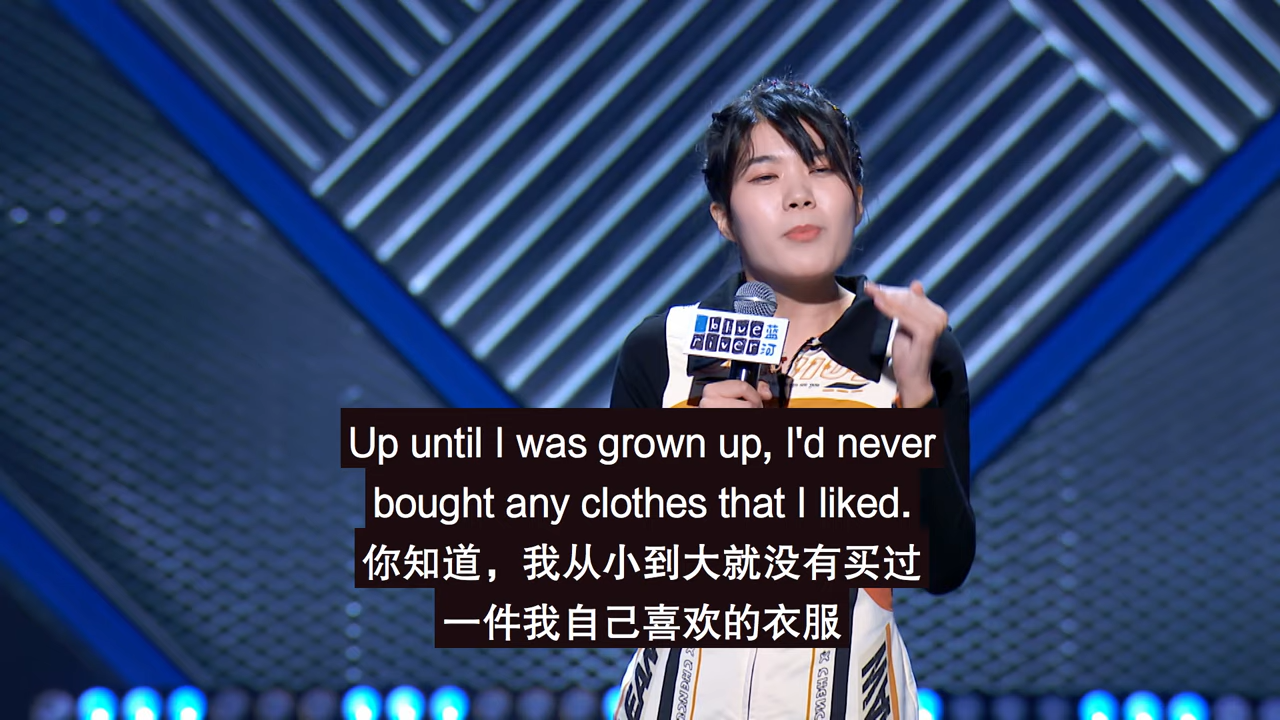 blue 蓝
river 河
Up until I was grown up, I'd never
bought any clothes that I liked.
你知道，我从小到大就没有买过
一件我自己喜欢的衣服